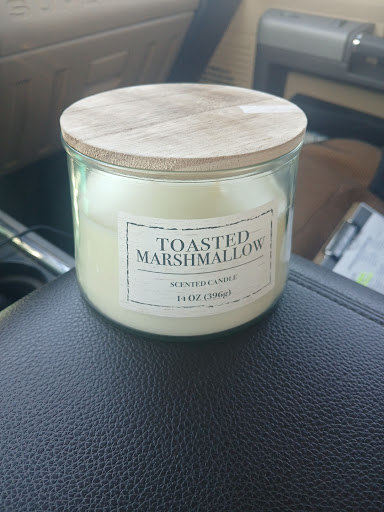 TOASTED
MARSHMALLOW
SCENTED CANDLE
14 OZ (396g)